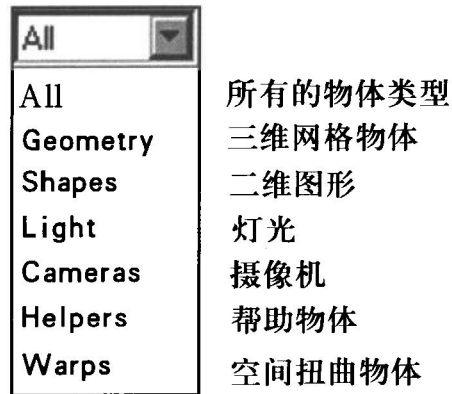 All
All 所有的物体类型
Geometry 三维网格物体
Shapes 二维图形
Light 灯光
Cameras 摄像机
Helpers 帮助物体
Warps 空间扭曲物体